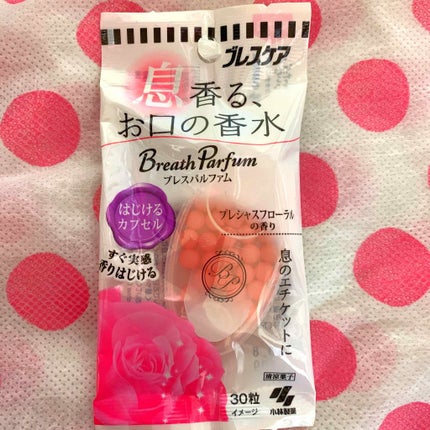 ブレスケア
息香る、
お口の香水
Breath Parfum
ブレスパルファム
はじける
カプセル
プレシャスフローラル
の香り
すぐ実感
香りはじける
息のエチケットに
30粒
イメージ
清涼菓子
小林製薬